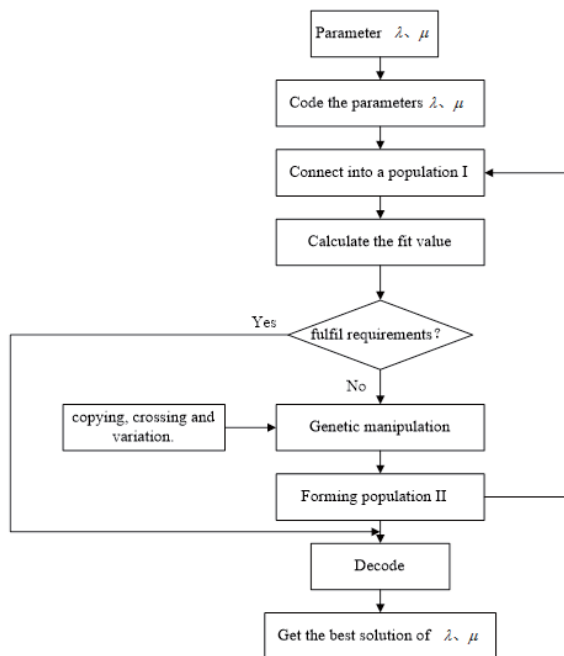 Parameter λ、μ
Code the parameters λ、μ
Connect into a population I
Calculate the fit value
Yes
fulfil requirements?
No
copying, crossing and
variation.
Genetic manipulation
Forming population II
Decode
Get the best solution of λ、μ